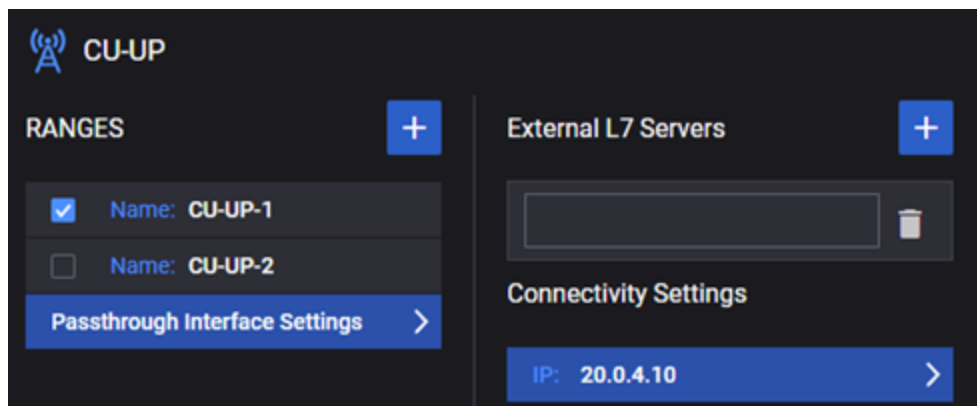 CU-UP
RANGES
+
Name: CU-UP-1
Name: CU-UP-2
Passthrough Interface Settings
External L7 Servers
+
Connectivity Settings
IP: 20.0.4.10